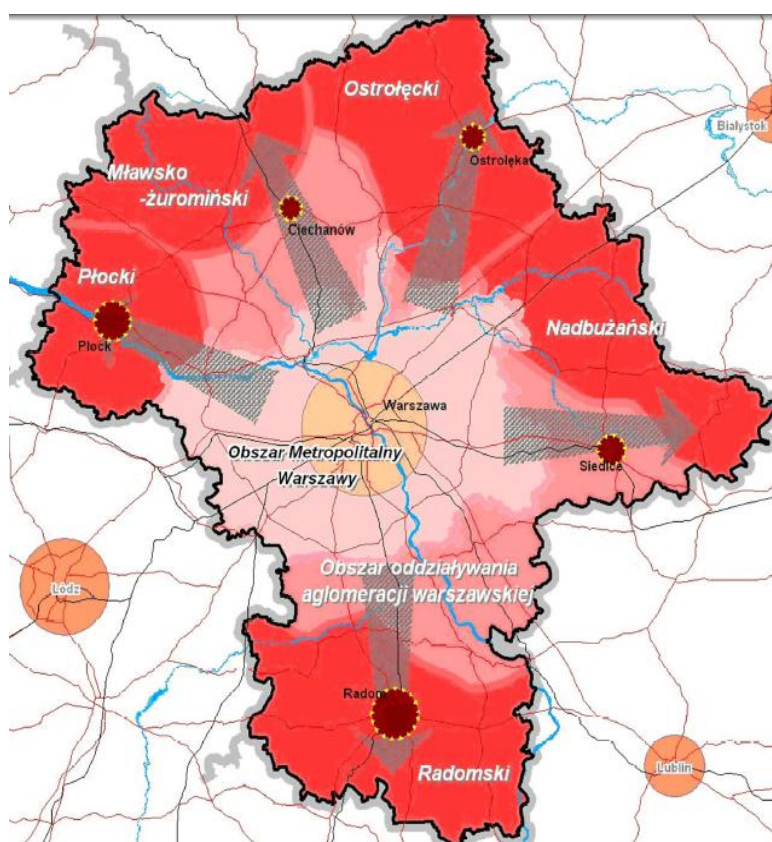 Ostrołęcki
Białystok
Ostrołęka
Mławsko
-żuromiński
Ciechanów
Płocki
Nadbużański
Płock
Warszawa
Obszar Metropolitalny
Warszawy
Siedlce
Obszar oddziaływania
aglomeracji warszawskiej
Łódź
Radom
Radomski
Lublin